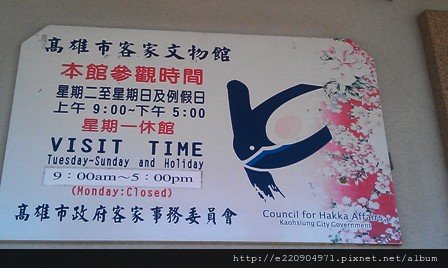 高雄市客家文物館
本館參觀時間
星期二至星期日及例假日
上午 9:00~下午 5:00
星期一休館
VISIT TIME
Tuesday~Sunday and Holiday
9：00am～5：00pm
(Monday:Closed)
高雄市政府客家事務委員會
Council for Hakka Affairs
Kaohsiung City Government
http://e220904971.pixnet.net/album